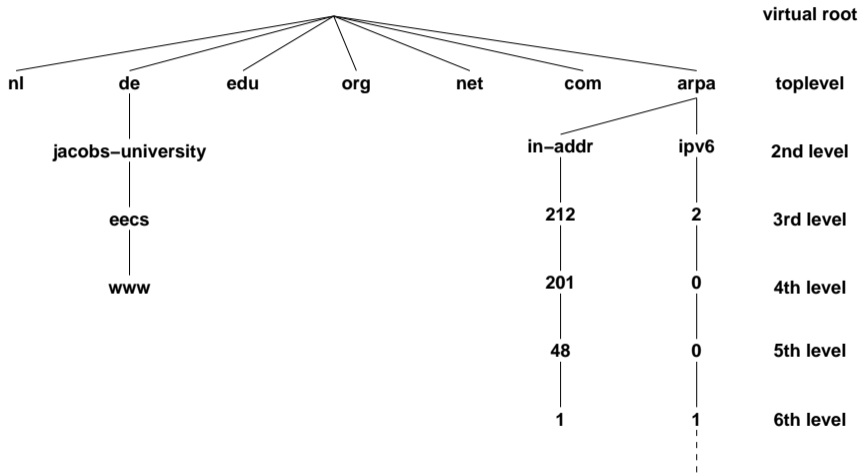 virtual root
nl de edu org net com arpa toplevel
jacobs−university in−addr ipv6 2nd level
eecs 212 2 3rd level
www 201 0 4th level
48 0 5th level
1 1 6th level